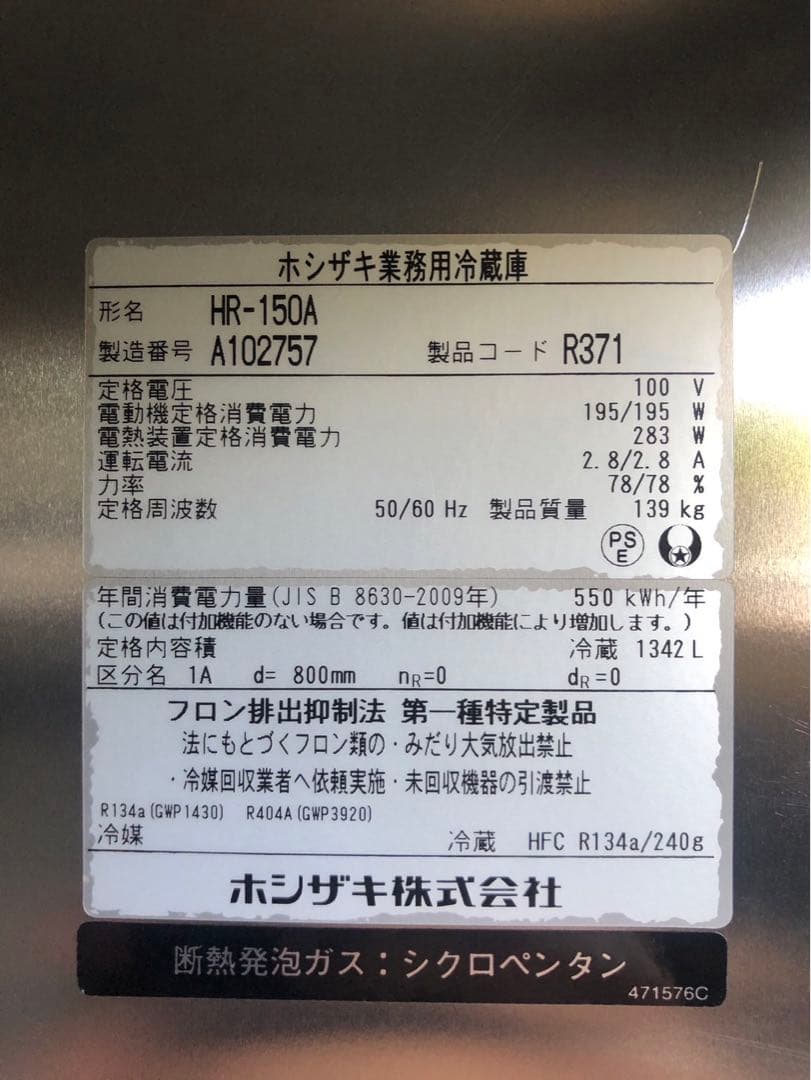 ホシザキ業務用冷蔵庫
形名 HR-150A
製造番号 A102757 製品コード R371
定格電圧 100 V
電動機定格消費電力 195/195 W
電熱装置定格消費電力 283 W
運転電流 2.8/2.8 A
力率 78/78 %
定格周波数 50/60 Hz 製品質量 139 kg
PS
E
年間消費電力量(JIS B 8630-2009年) 550 kWh/年
(この値は付加機能のない場合です。値は付加機能により増加します。)
定格内容積 冷蔵 1342 L
区分名 1A d= 800mm nR=0 dR=0
フロン排出抑制法 第一種特定製品
法にもとづくフロン類の・みだり大気放出禁止
・冷媒回収業者へ依頼実施・未回収機器の引渡禁止
R134a(GWP1430) R404A(GWP3920)
冷媒 冷蔵 HFC R134a/240g
ホシザキ株式会社
断熱発泡ガス：シクロペンタン
471576C